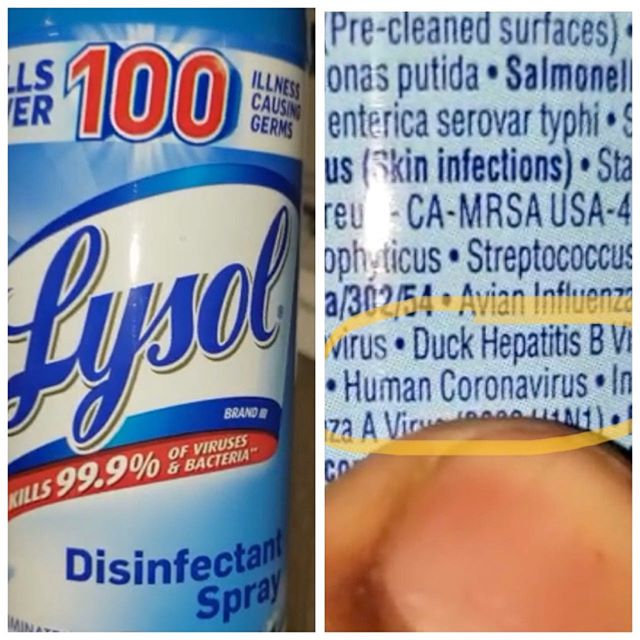 LLS
VER
100
ILLNESS
CAUSING
GERMS
Lysol
BRAND III
KILLS 99.9% OF VIRUSES
& BACTERIA
Disinfectant
Spray
(Pre-cleaned surfaces) •
onas putida • Salmonell
enterica serovar typhi • S
us (Skin infections) • Sta
reu - CA-MRSA USA-4
ophyticus • Streptococcus
a/302/54 • Avian Influenza
virus • Duck Hepatitis B Vi
• Human Coronavirus • In
za A Virus (2009 H1N1) •